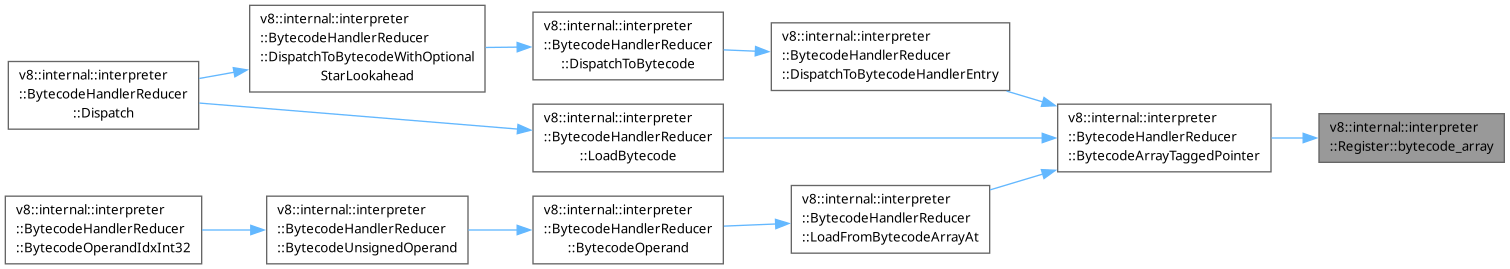 v8::internal::interpreter
::BytecodeHandlerReducer
::Dispatch
v8::internal::interpreter
::BytecodeHandlerReducer
::DispatchToBytecodeWithOptional
StarLookahead
v8::internal::interpreter
::BytecodeHandlerReducer
::DispatchToBytecode
v8::internal::interpreter
::BytecodeHandlerReducer
::DispatchToBytecodeHandlerEntry
v8::internal::interpreter
::BytecodeHandlerReducer
::LoadBytecode
v8::internal::interpreter
::BytecodeHandlerReducer
::BytecodeArrayTaggedPointer
v8::internal::interpreter
::Register::bytecode_array
v8::internal::interpreter
::BytecodeHandlerReducer
::BytecodeOperandIdxInt32
v8::internal::interpreter
::BytecodeHandlerReducer
::BytecodeUnsignedOperand
v8::internal::interpreter
::BytecodeHandlerReducer
::BytecodeOperand
v8::internal::interpreter
::BytecodeHandlerReducer
::LoadFromBytecodeArrayAt